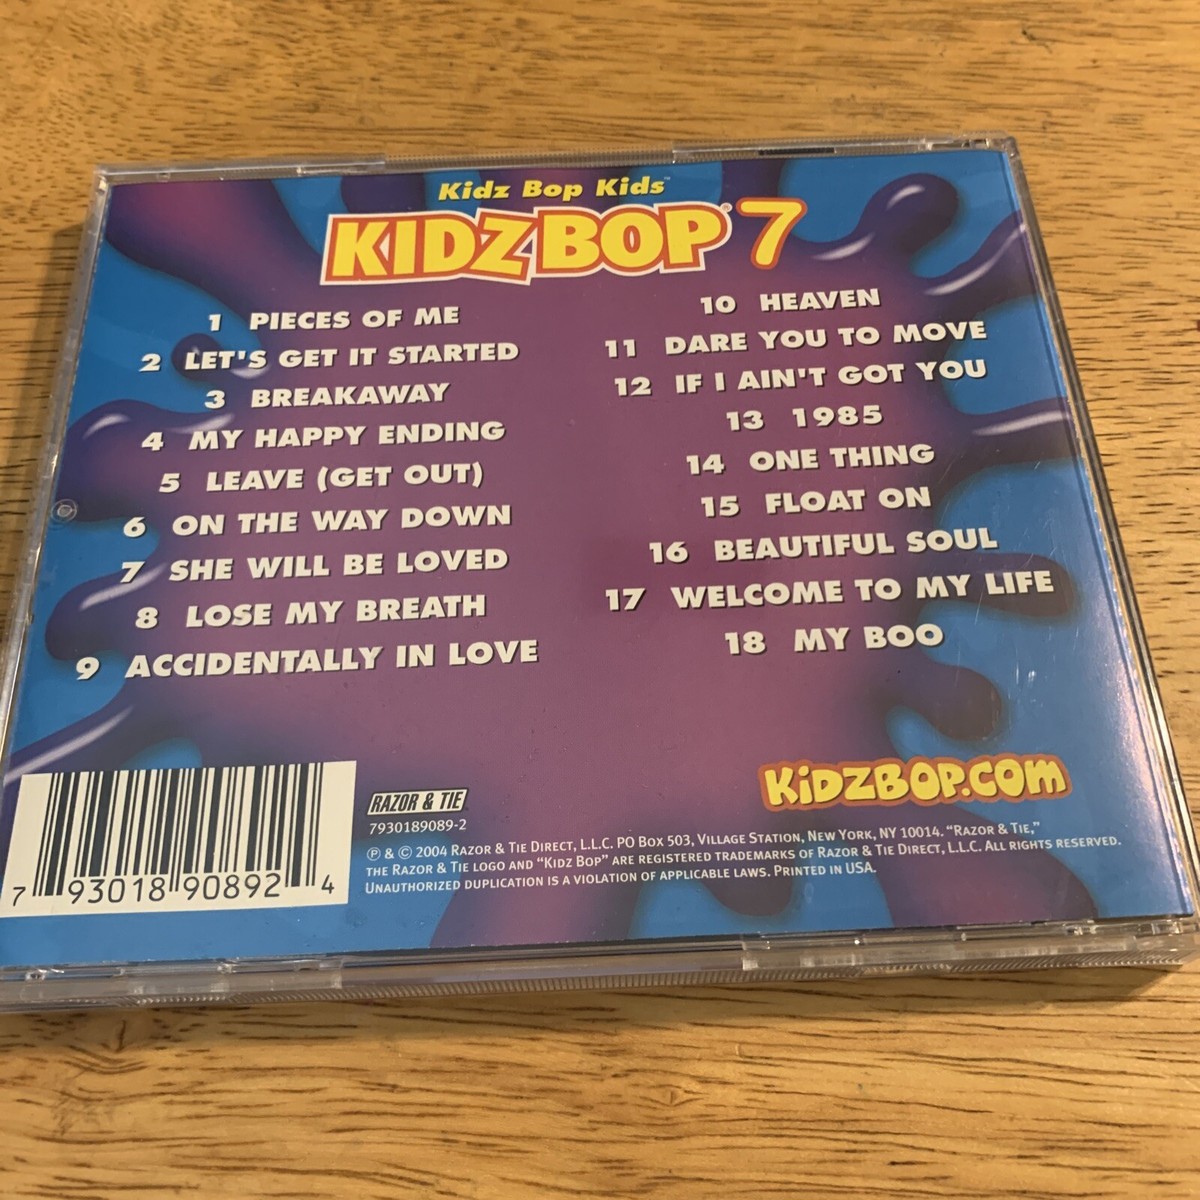 Kidz Bop Kids™
KIDZ BOP® 7
1 PIECES OF ME
2 LET'S GET IT STARTED
3 BREAKAWAY
4 MY HAPPY ENDING
5 LEAVE (GET OUT)
6 ON THE WAY DOWN
7 SHE WILL BE LOVED
8 LOSE MY BREATH
9 ACCIDENTALLY IN LOVE
10 HEAVEN
11 DARE YOU TO MOVE
12 IF I AIN'T GOT YOU
13 1985
14 ONE THING
15 FLOAT ON
16 BEAUTIFUL SOUL
17 WELCOME TO MY LIFE
18 MY BOO
KiDZBOP.COm
RAZOR & TIE
7930189089-2
℗ & © 2004 RAZOR & TIE DIRECT, L.L.C. PO BOX 503, VILLAGE STATION, NEW YORK, NY 10014. "RAZOR & TIE,"
THE RAZOR & TIE LOGO AND "KIDZ BOP" ARE REGISTERED TRADEMARKS OF RAZOR & TIE DIRECT, L.L.C. ALL RIGHTS RESERVED.
UNAUTHORIZED DUPLICATION IS A VIOLATION OF APPLICABLE LAWS. PRINTED IN USA.
7 93018 90892 4